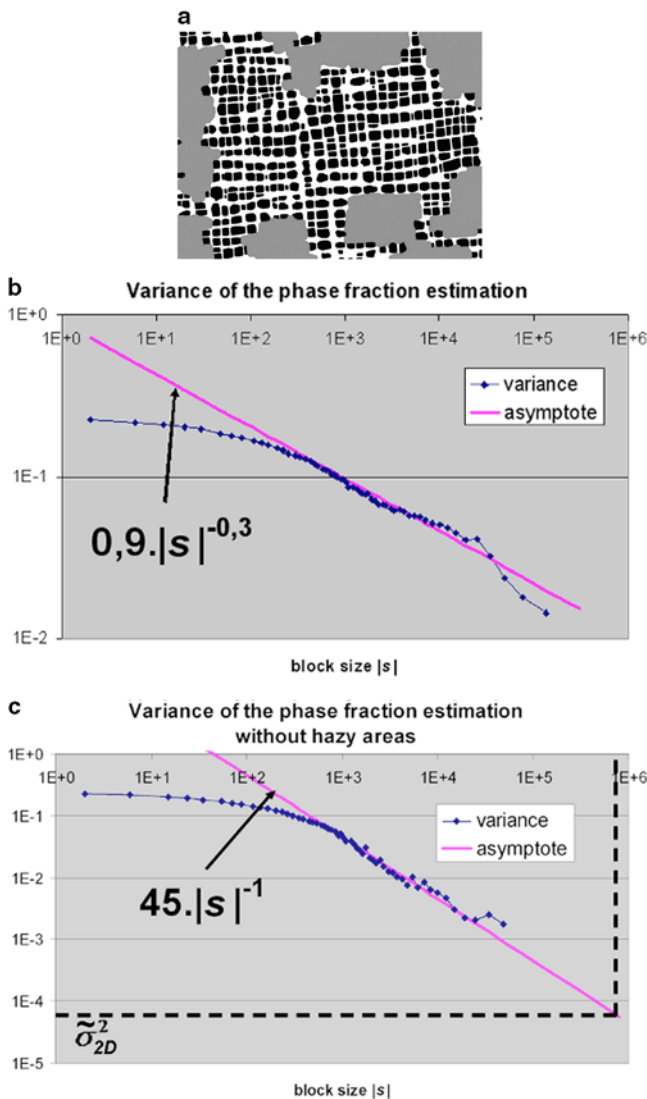 a
b
Variance of the phase fraction estimation
1E+0
1E+0 1E+1 1E+2 1E+3 1E+4 1E+5 1E+6
variance
asymptote
1E-1
0,9.|s|-0,3
1E-2
block size |s|
c
Variance of the phase fraction estimation
without hazy areas
1E+0
1E+0 1E+1 1E+2 1E+3 1E+4 1E+5 1E+6
1E-1
variance
asymptote
1E-2
45.|s|-1
1E-3
1E-4
σ̃²2D
1E-5
block size |s|